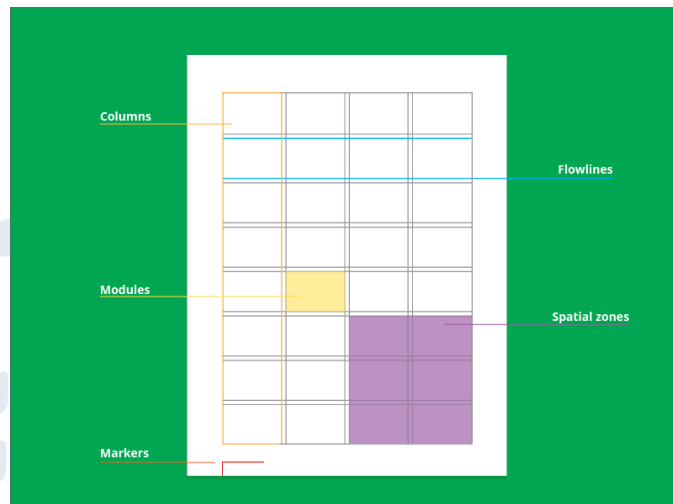 Columns
Flowlines
Modules
Spatial zones
Markers